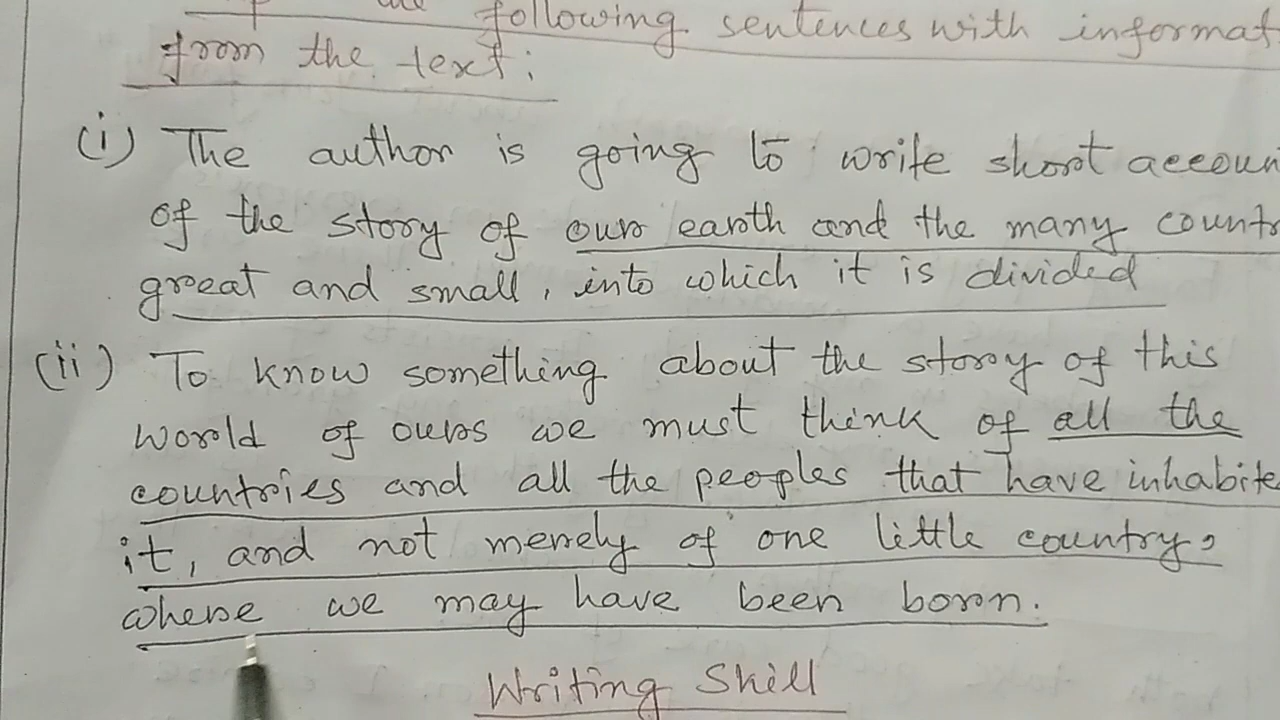 the following sentences with informat
from the text:
(i) The author is going to write short accoun
of the story of our earth and the many countr
great and small, into which it is divided
(ii) To know something about the story of this
world of ours we must think of all the
countries and all the peoples that have inhabite
it, and not merely of one little country,
where we may have been born.
Writing Skill